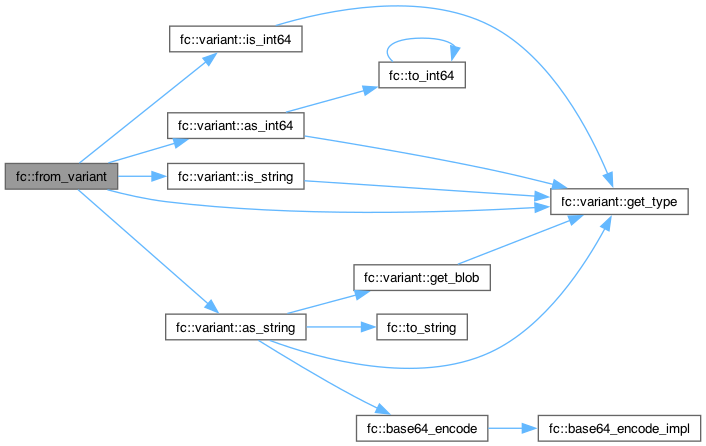 fc::variant::is_int64
fc::to_int64
fc::variant::as_int64
fc::from_variant
fc::variant::is_string
fc::variant::get_type
fc::variant::get_blob
fc::variant::as_string
fc::to_string
fc::base64_encode
fc::base64_encode_impl